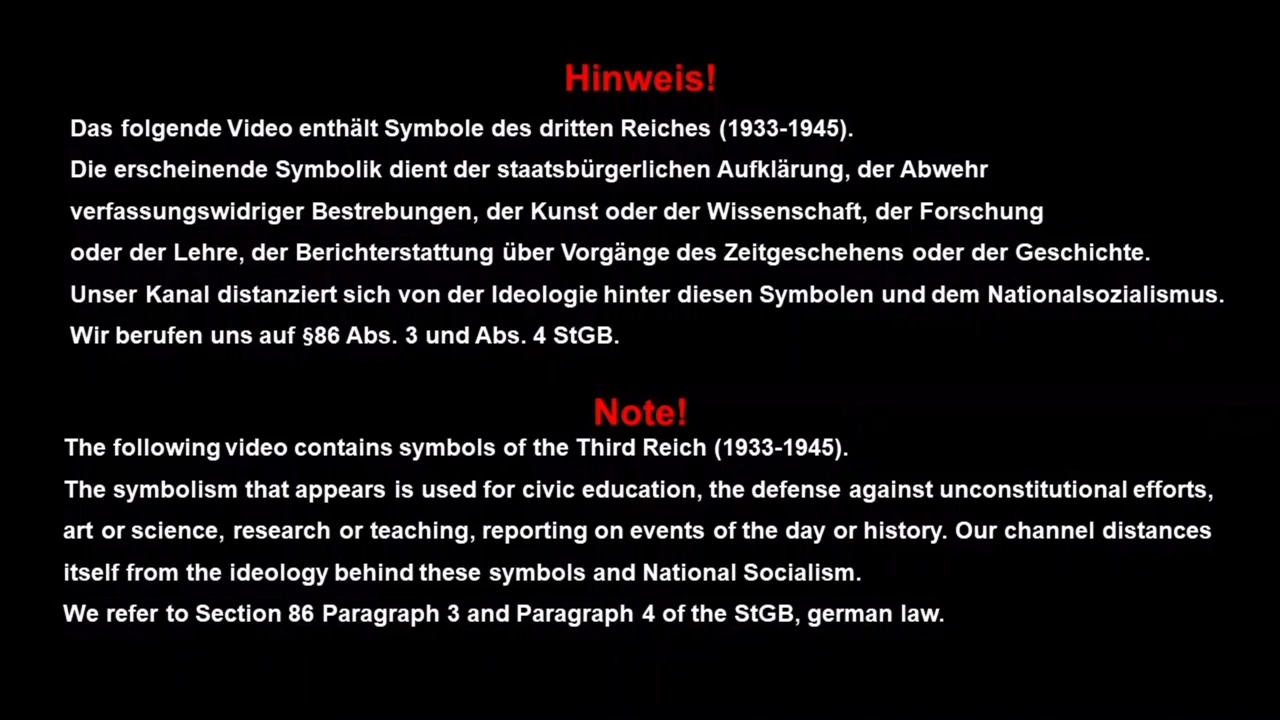 Hinweis!
Das folgende Video enthält Symbole des dritten Reiches (1933-1945).
Die erscheinende Symbolik dient der staatsbürgerlichen Aufklärung, der Abwehr
verfassungswidriger Bestrebungen, der Kunst oder der Wissenschaft, der Forschung
oder der Lehre, der Berichterstattung über Vorgänge des Zeitgeschehens oder der Geschichte.
Unser Kanal distanziert sich von der Ideologie hinter diesen Symbolen und dem Nationalsozialismus.
Wir berufen uns auf §86 Abs. 3 und Abs. 4 StGB.
Note!
The following video contains symbols of the Third Reich (1933-1945).
The symbolism that appears is used for civic education, the defense against unconstitutional efforts,
art or science, research or teaching, reporting on events of the day or history. Our channel distances
itself from the ideology behind these symbols and National Socialism.
We refer to Section 86 Paragraph 3 and Paragraph 4 of the StGB, german law.